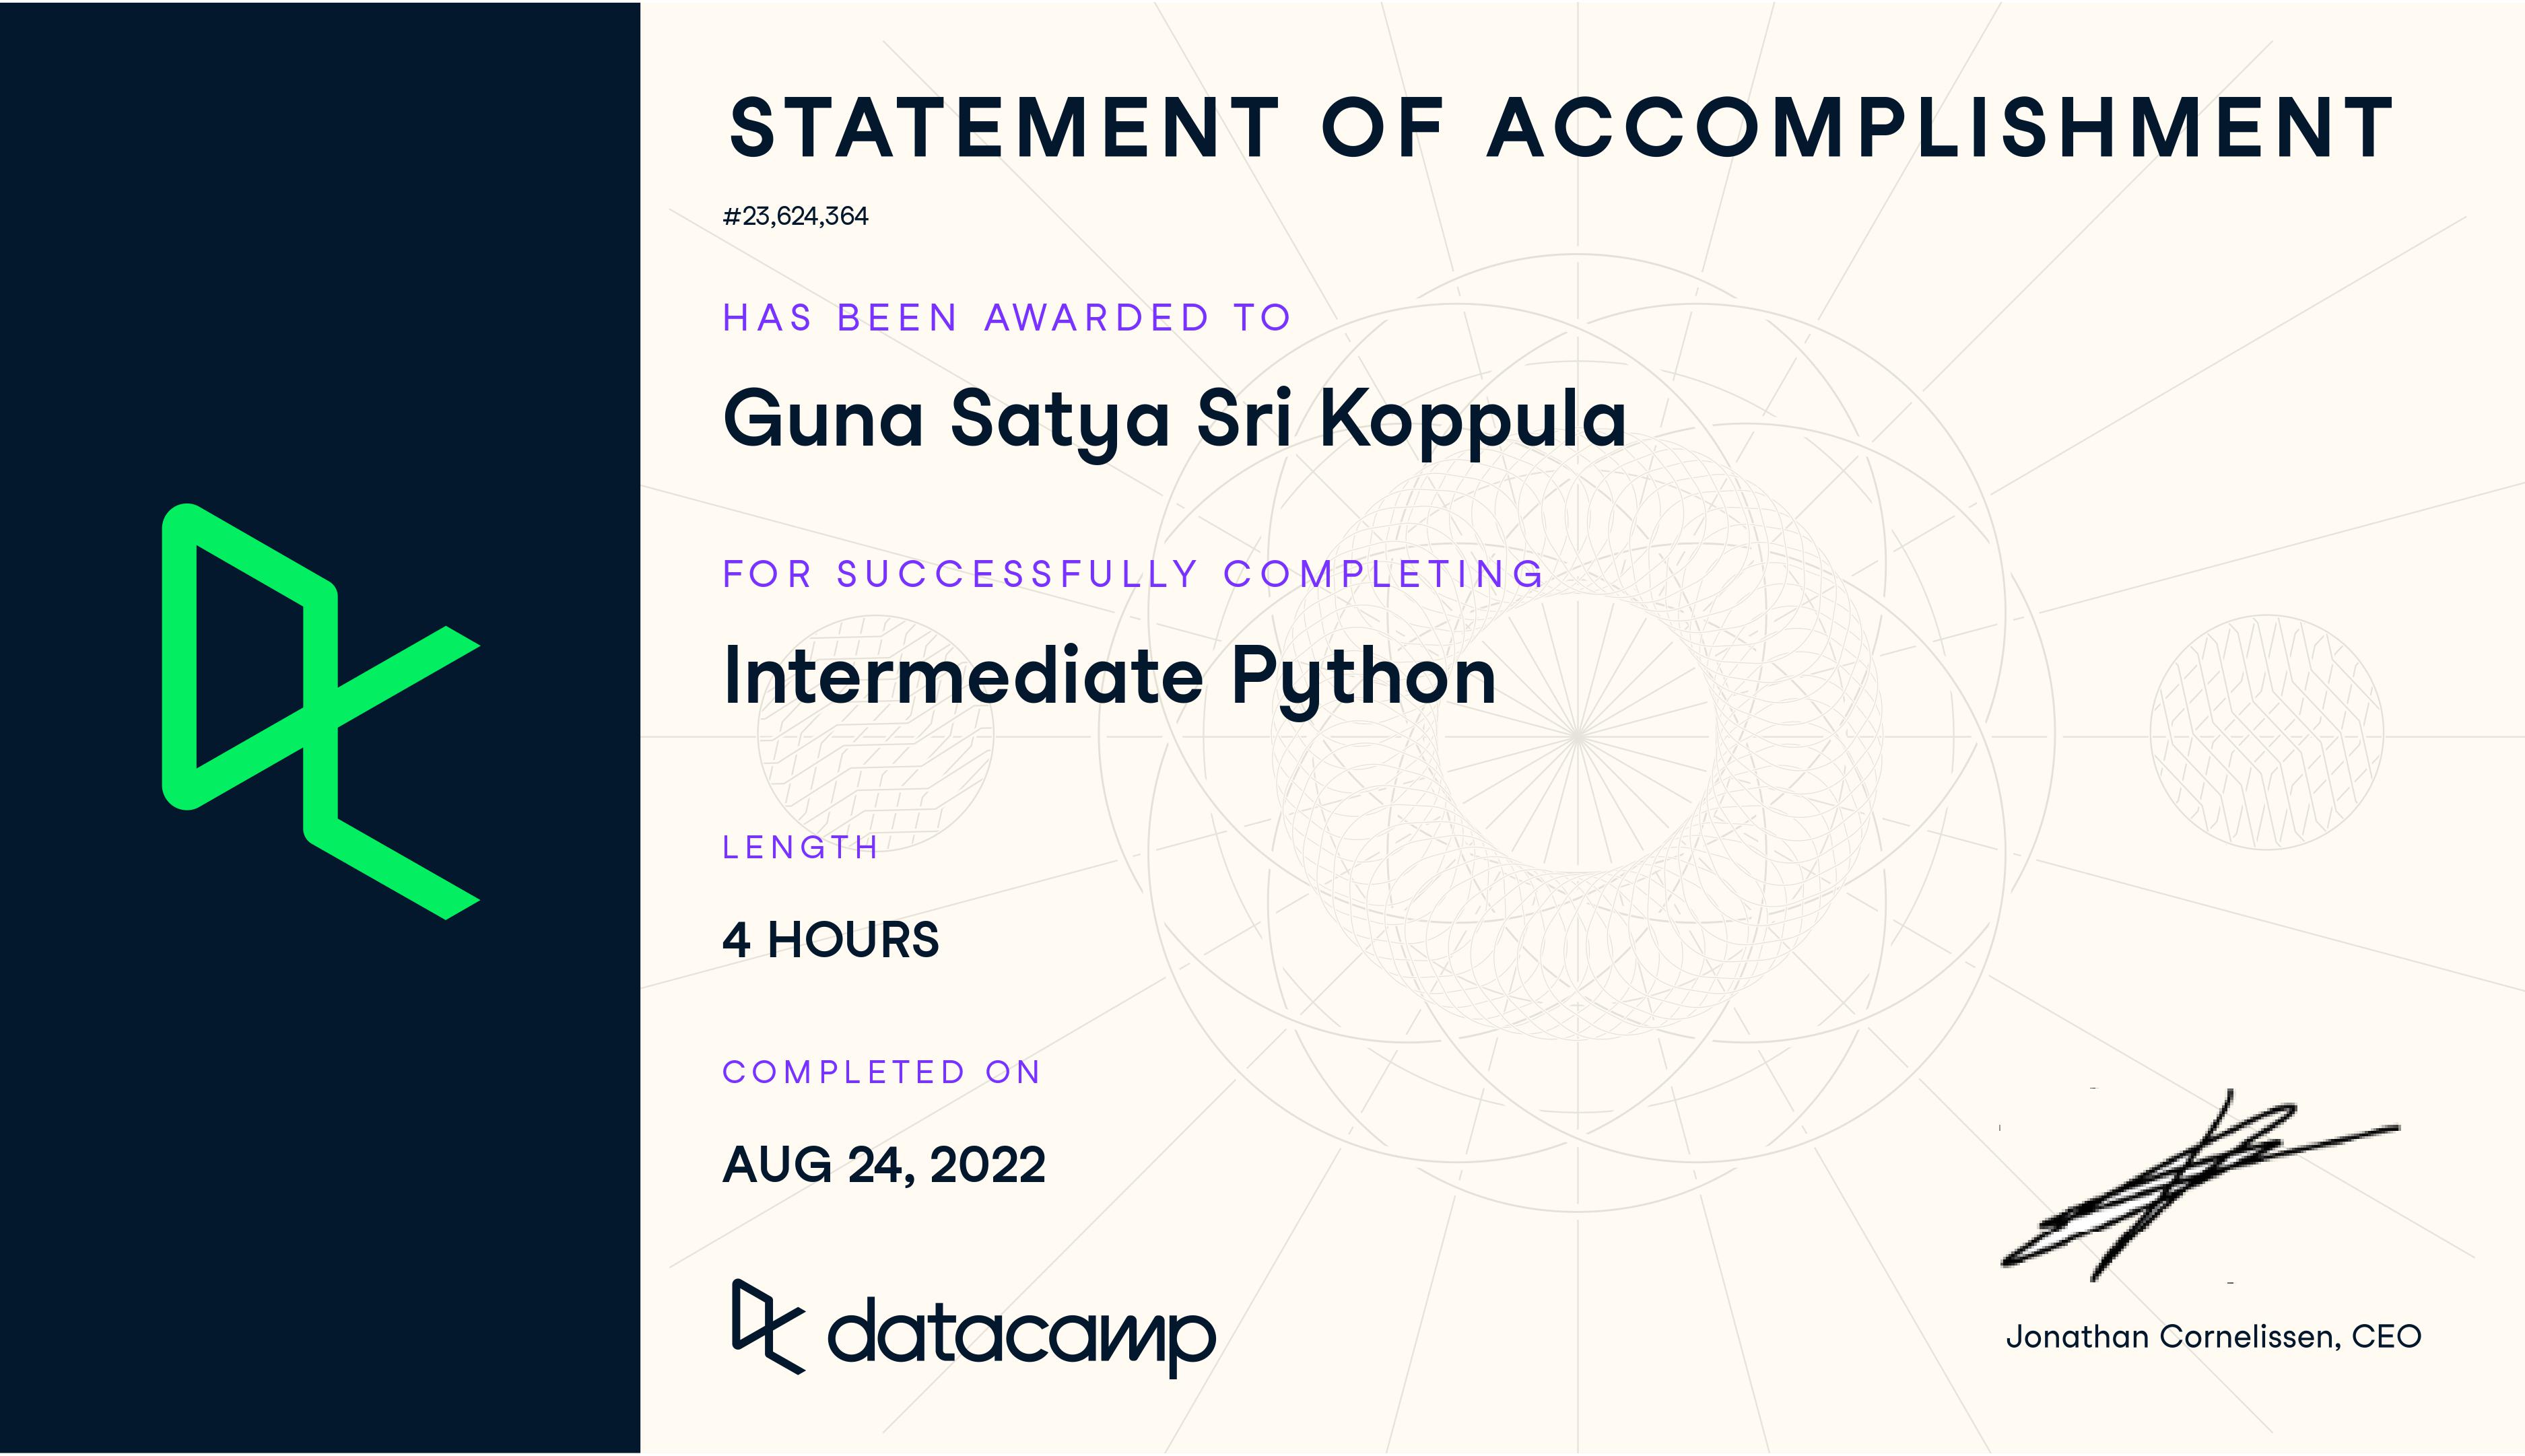 STATEMENT OF ACCOMPLISHMENT
#23,624,364
HAS BEEN AWARDED TO
Guna Satya Sri Koppula
FOR SUCCESSFULLY COMPLETING
Intermediate Python
LENGTH
4 HOURS
COMPLETED ON
AUG 24, 2022
datacamp
Jonathan Cornelissen, CEO